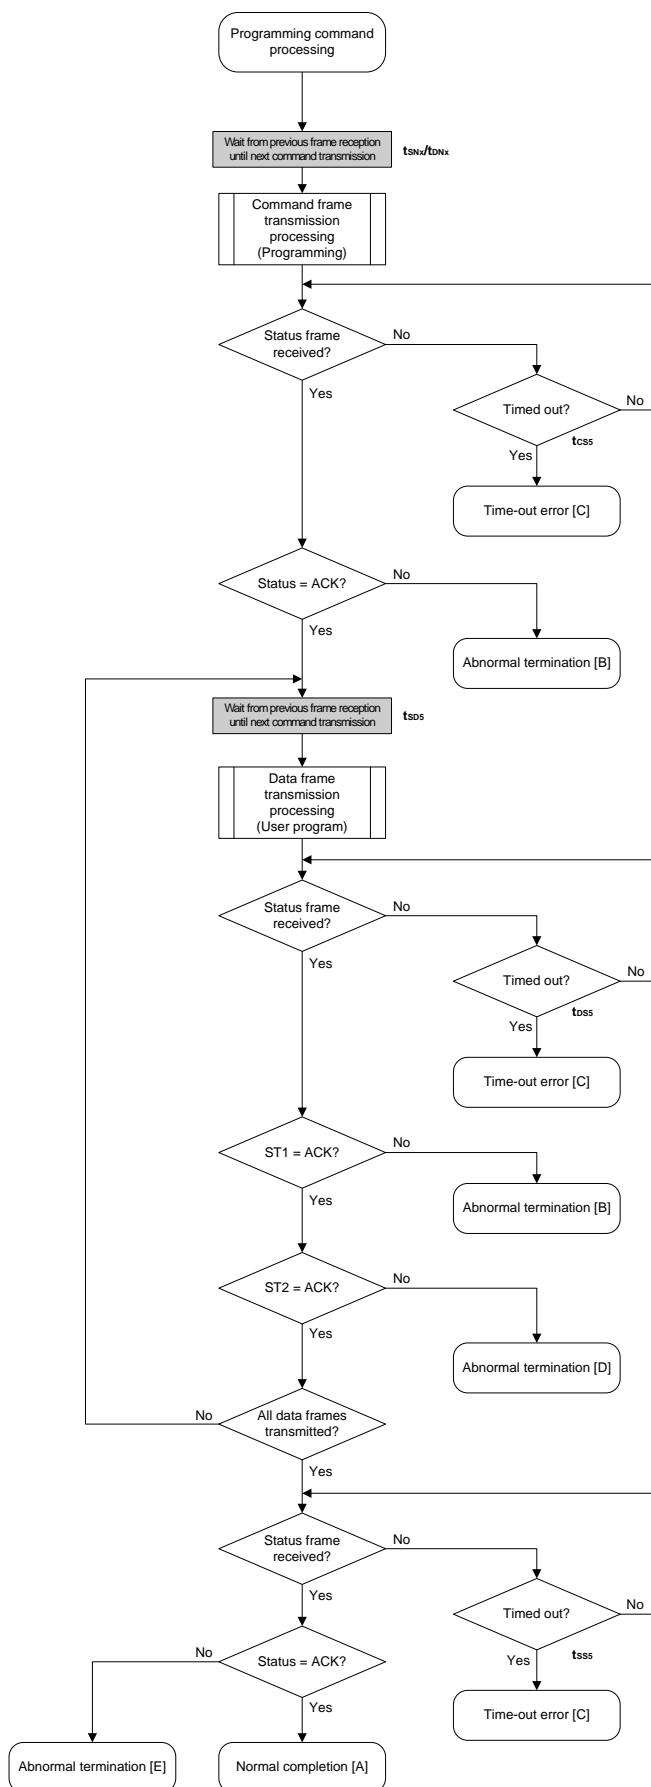 Programming command
processing
Wait from previous frame reception
until next command transmission
tSNx/tDNx
Command frame
transmission
processing
(Programming)
Status frame
received?
No
Yes
Timed out?
No
tCS5
Yes
Time-out error [C]
Status = ACK?
No
Yes
Abnormal termination [B]
Wait from previous frame reception
until next command transmission
tSD5
Data frame
transmission
processing
(User program)
Status frame
received?
No
Yes
Timed out?
No
tDS5
Yes
Time-out error [C]
ST1 = ACK?
No
Yes
Abnormal termination [B]
ST2 = ACK?
No
Yes
Abnormal termination [D]
All data frames
transmitted?
No
Yes
Status frame
received?
No
Yes
Timed out?
No
tSS5
Yes
Time-out error [C]
Status = ACK?
No
Yes
Abnormal termination [E]
Normal completion [A]